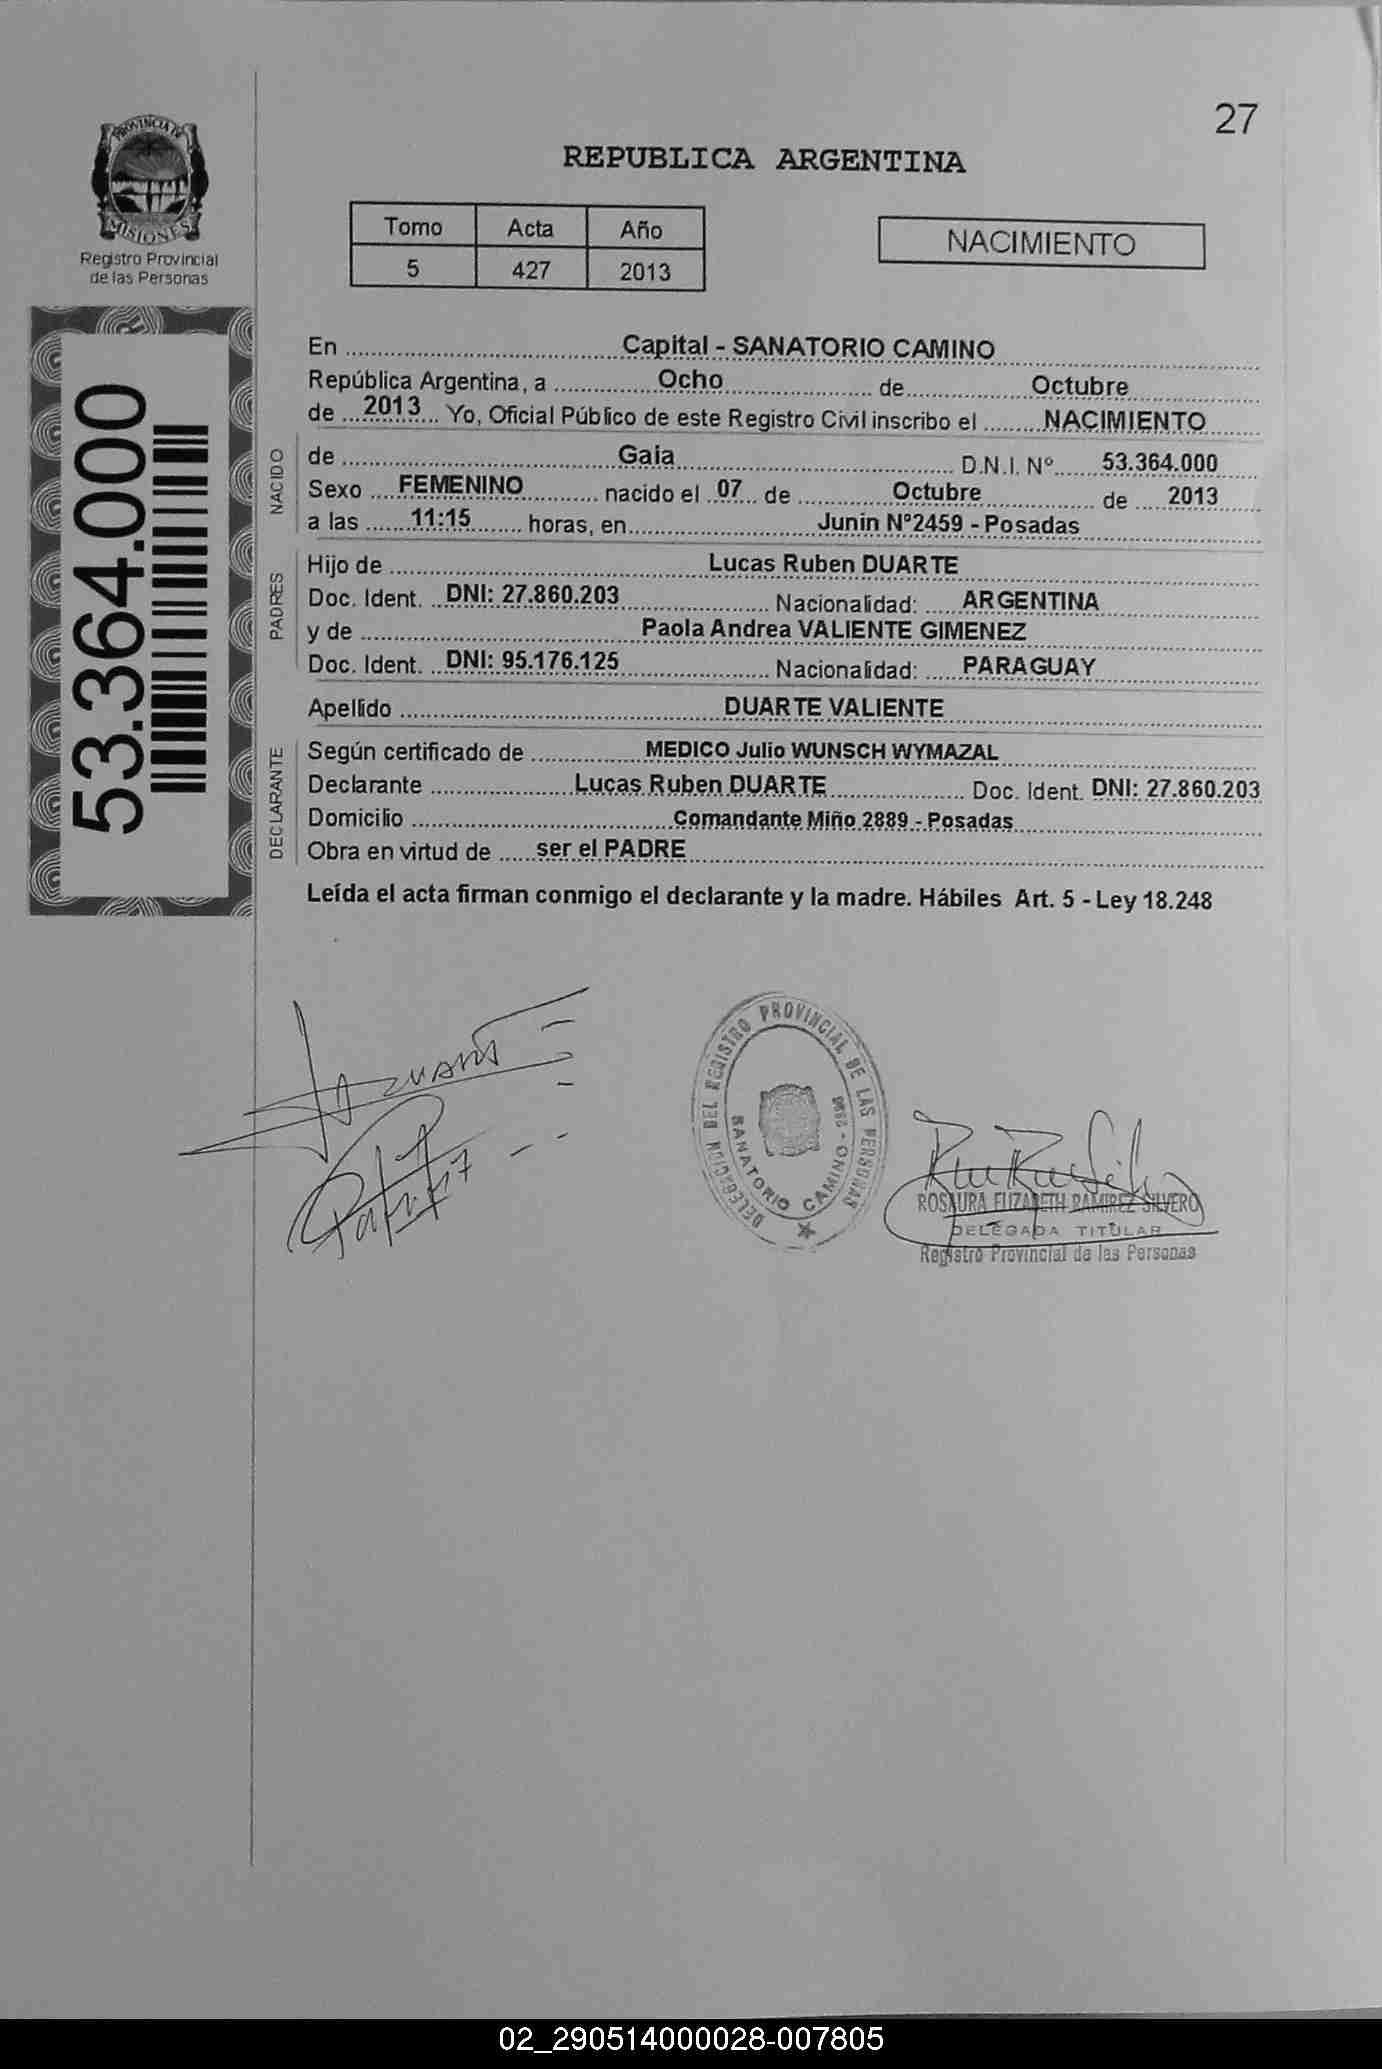 27
REPUBLICA ARGENTINA
PROVINCIA DE
MISIONES
Registro Provincial
de las Personas
Tomo Acta Año
5 427 2013
NACIMIENTO
53.364.000
En Capital - SANATORIO CAMINO
República Argentina, a Ocho de Octubre
de 2013 Yo, Oficial Público de este Registro Civil inscribo el NACIMIENTO
NACIDO
de Gaia D.N.I. Nº 53.364.000
Sexo FEMENINO nacido el 07 de Octubre de 2013
a las 11:15 horas, en Junin Nº2459 - Posadas
PADRES
Hijo de Lucas Ruben DUARTE
Doc. Ident. DNI: 27.860.203 Nacionalidad: ARGENTINA
y de Paola Andrea VALIENTE GIMENEZ
Doc. Ident. DNI: 95.176.125 Nacionalidad: PARAGUAY
Apellido DUARTE VALIENTE
DECLARANTE
Según certificado de MEDICO Julio WUNSCH WYMAZAL
Declarante Lucas Ruben DUARTE Doc. Ident. DNI: 27.860.203
Domicilio Comandante Miño 2889 - Posadas
Obra en virtud de ser el PADRE
Leída el acta firman conmigo el declarante y la madre. Hábiles Art. 5 - Ley 18.248
DELEGACION DEL REGISTRO PROVINCIAL DE LAS PERSONAS
SANATORIO CAMINO
ROSAURA ELIZABETH RAMIREZ SILVERO
DELEGADA TITULAR
Registro Provincial de las Personas
02_290514000028-007805